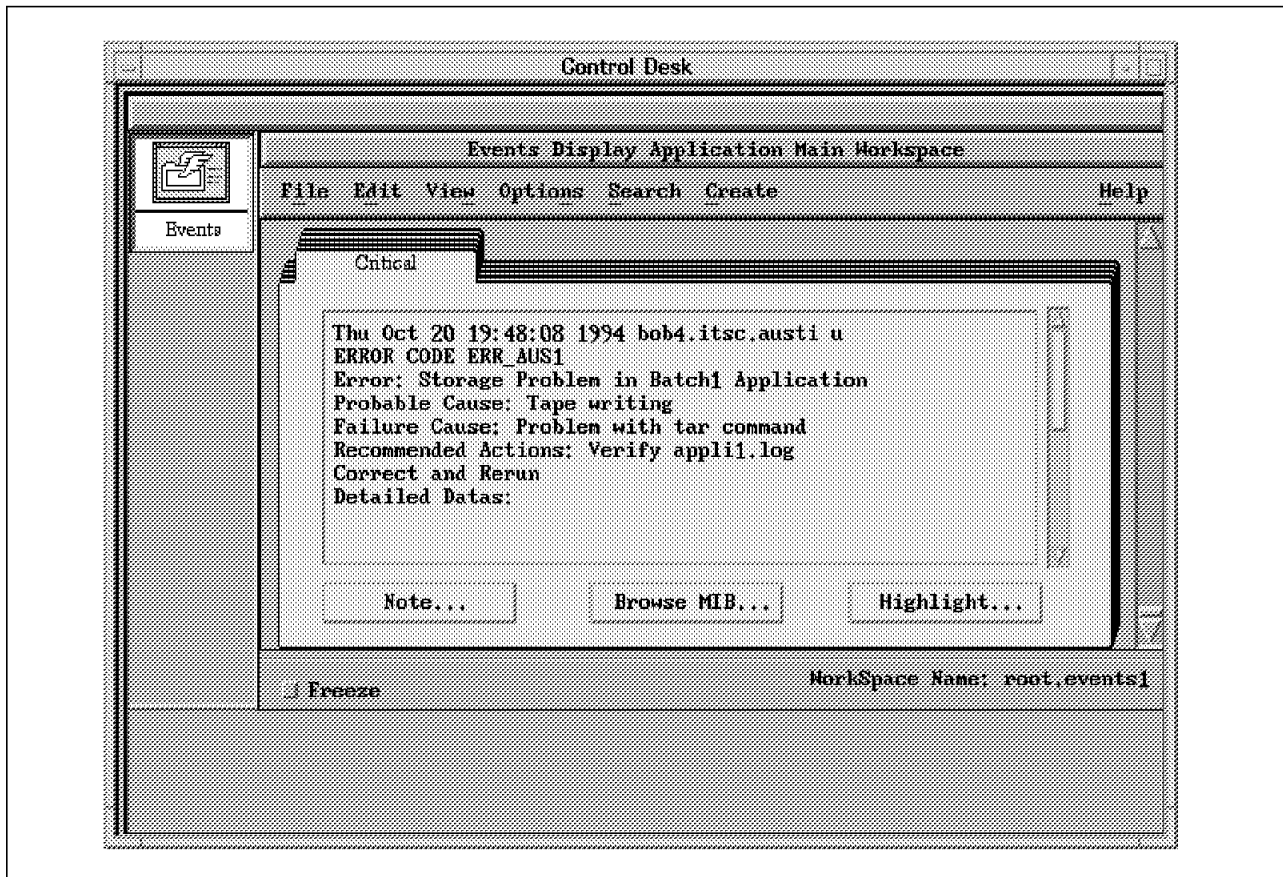 Control Desk
Events Display Application Main Workspace
File Edit View Options Search Create Help
Events
Critical
Thu Oct 20 19:48:08 1994 bob4.itsc.austi u
ERROR CODE ERR_AUS1
Error: Storage Problem in Batch1 Application
Probable Cause: Tape writing
Failure Cause: Problem with tar command
Recommended Actions: Verify appli1.log
Correct and Rerun
Detailed Datas:
Note... Browse MIB... Highlight...
Freeze
WorkSpace Name: root.events1